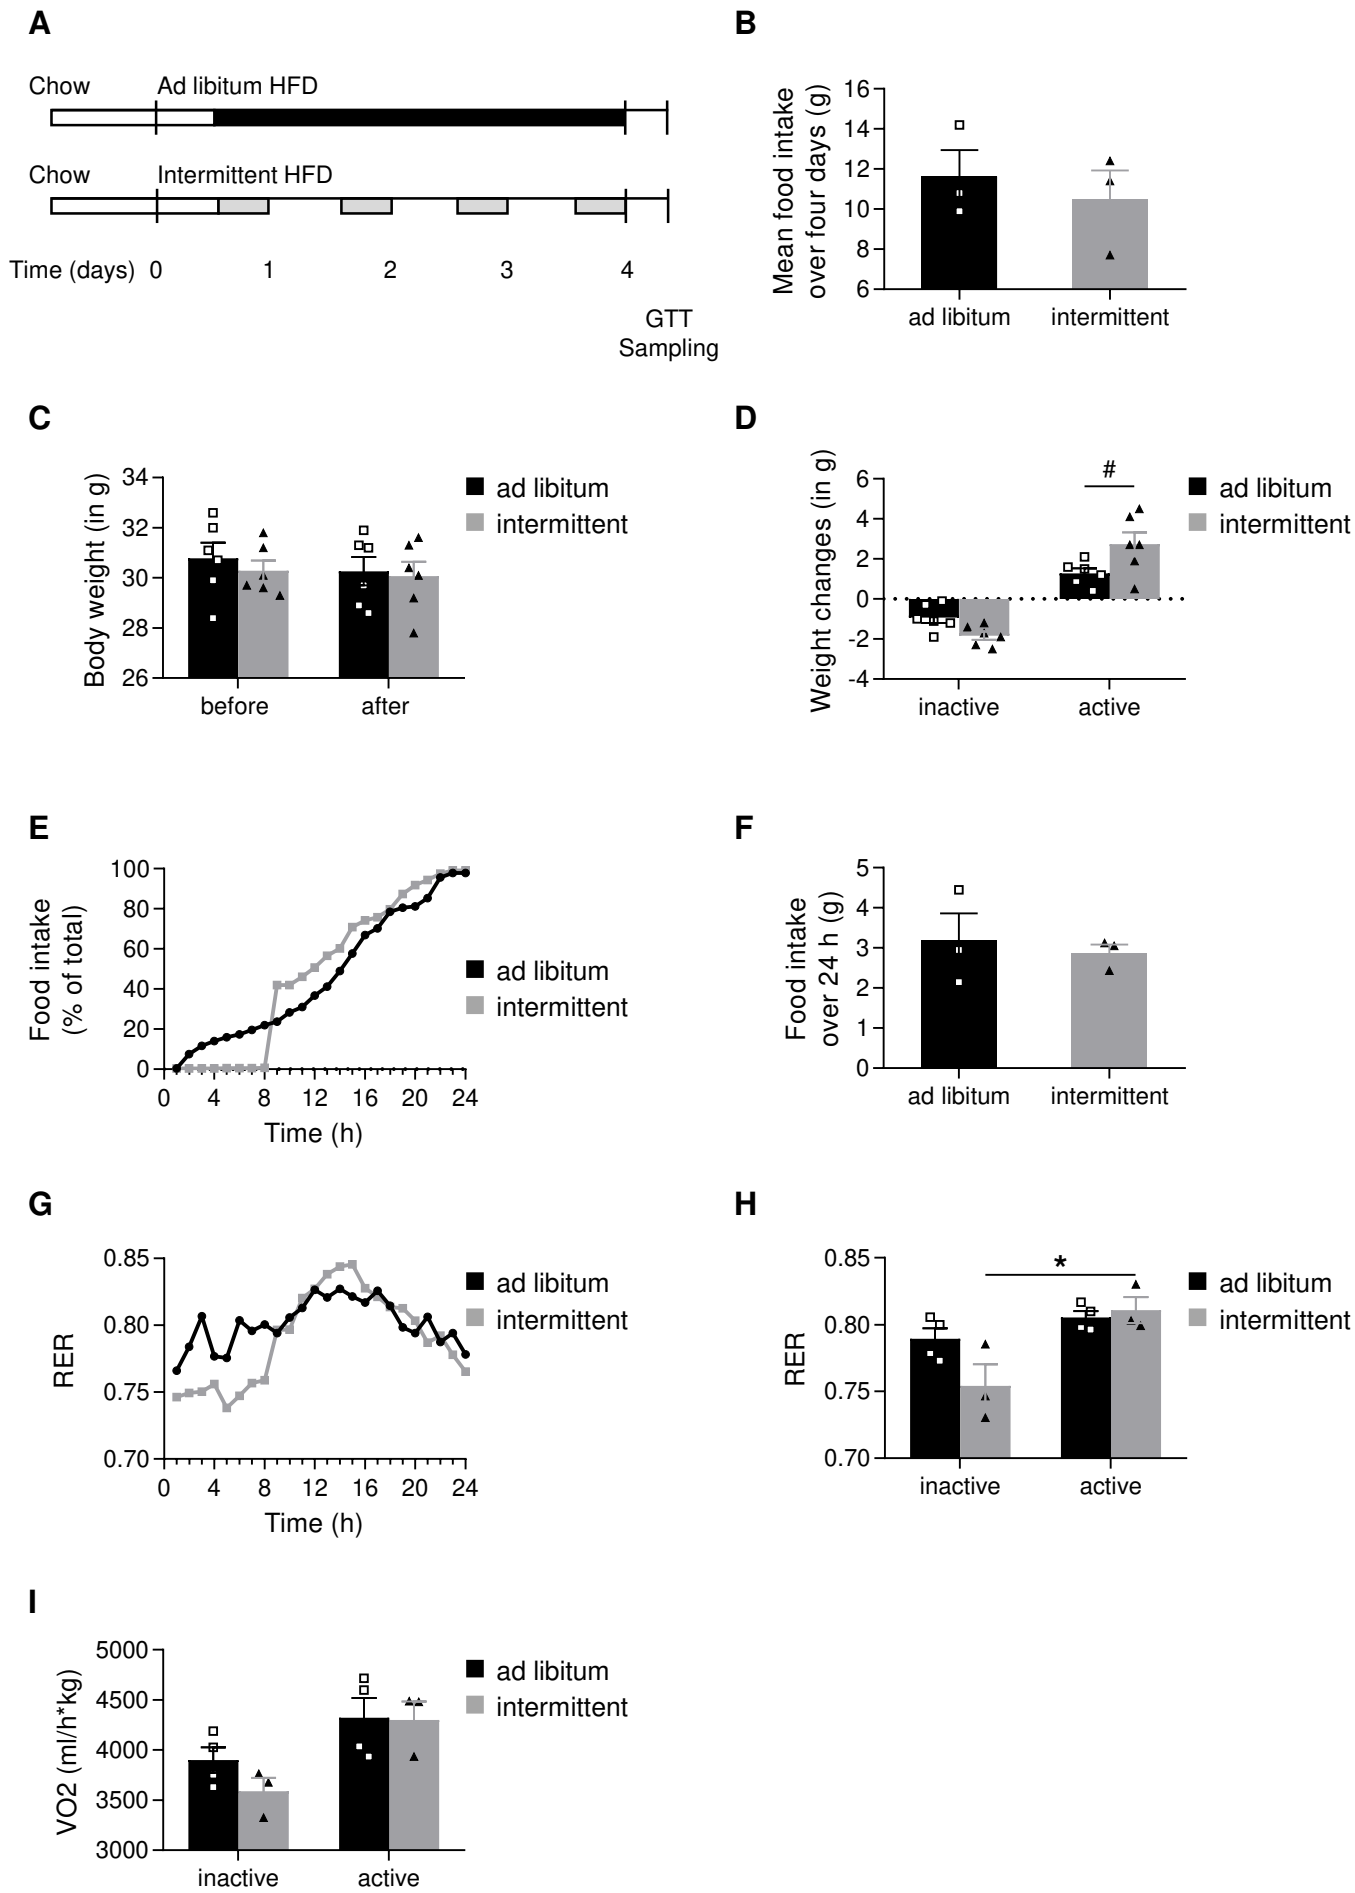 A
Chow Ad libitum HFD
Chow Intermittent HFD
Time (days) 0 1 2 3 4
GTT
Sampling
B
Mean food intake
over four days (g)
16
14
12
10
8
6
ad libitum intermittent
C
Body weight (in g)
34
32
30
28
26
before after
ad libitum
intermittent
D
Weight changes (in g)
6
4
2
0
-2
-4
#
inactive active
ad libitum
intermittent
E
Food intake
(% of total)
100
80
60
40
20
0
0 4 8 12 16 20 24
Time (h)
ad libitum
intermittent
F
Food intake
over 24 h (g)
5
4
3
2
1
0
ad libitum intermittent
G
RER
0.85
0.80
0.75
0.70
0 4 8 12 16 20 24
Time (h)
ad libitum
intermittent
H
RER
0.85
0.80
0.75
0.70
*
inactive active
ad libitum
intermittent
I
VO2 (ml/h*kg)
5000
4500
4000
3500
3000
inactive active
ad libitum
intermittent